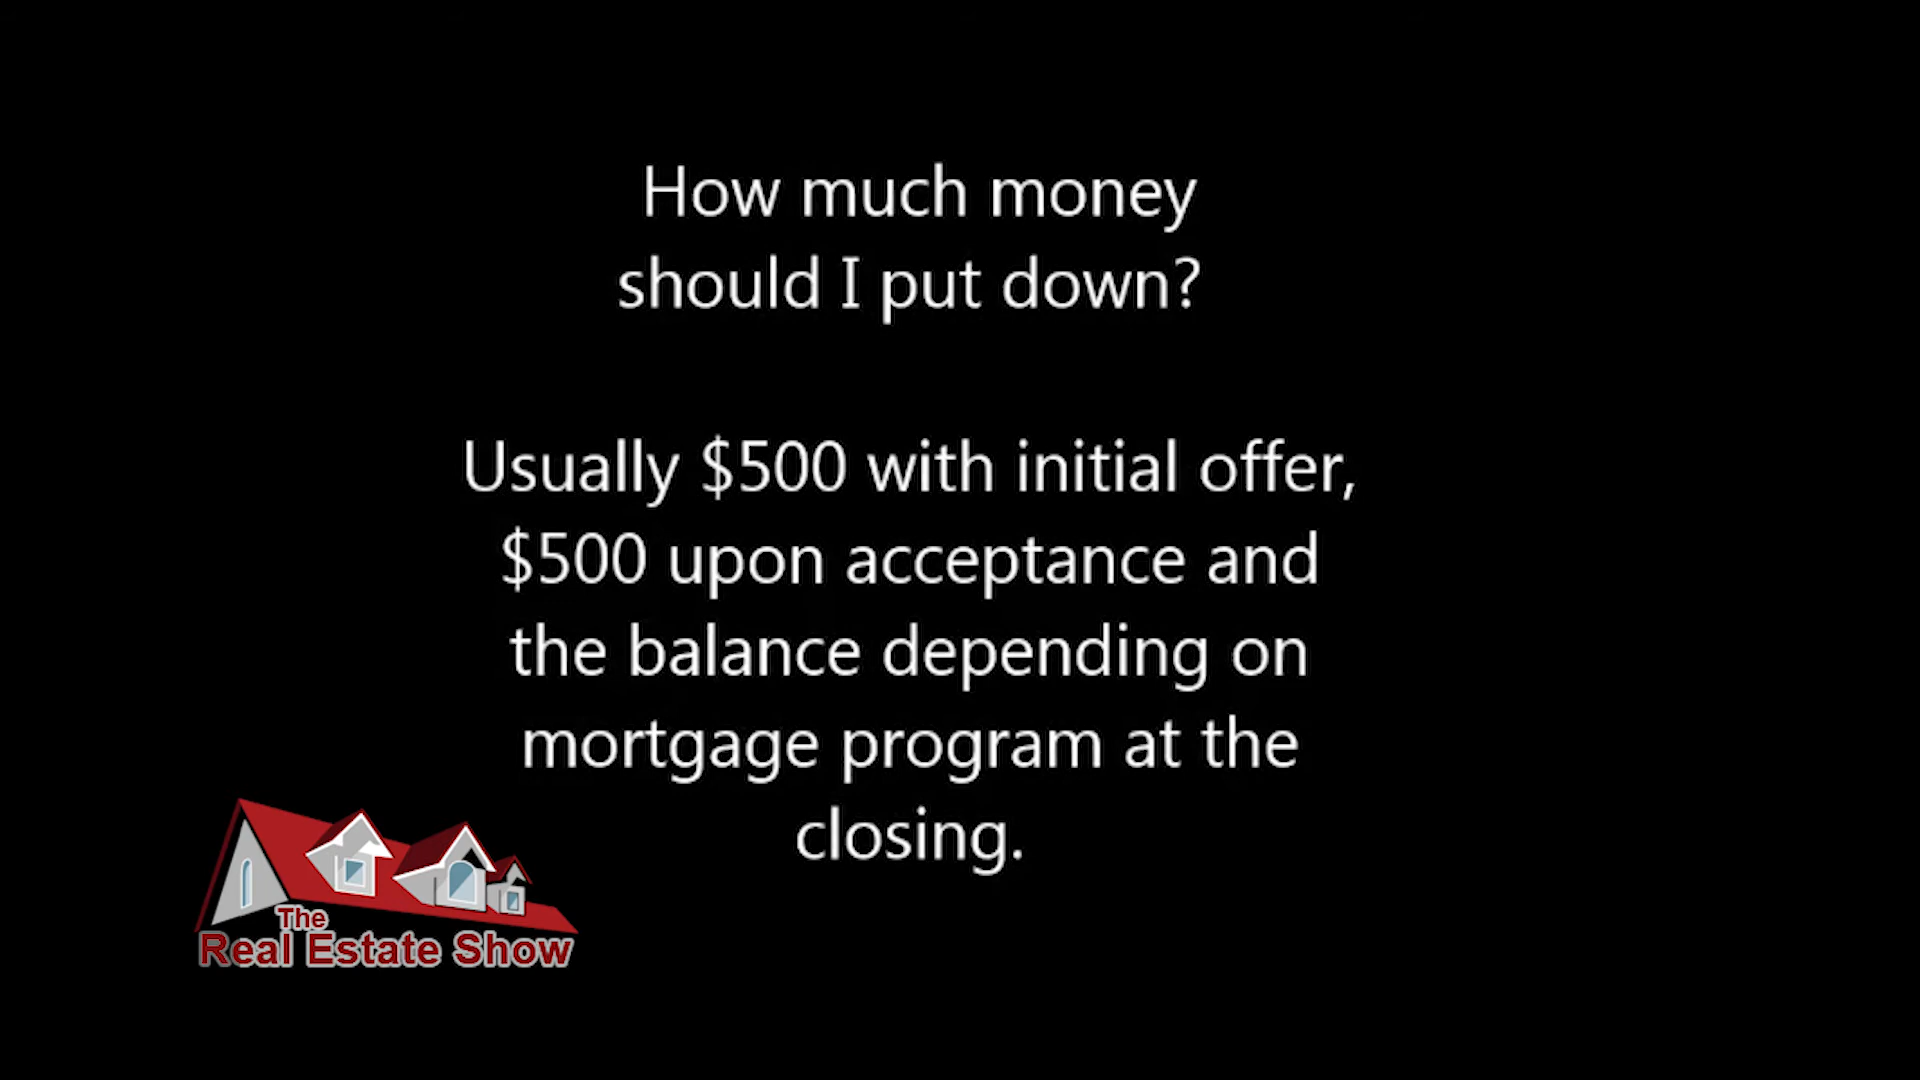 How much money
should I put down?
Usually $500 with initial offer,
$500 upon acceptance and
the balance depending on
mortgage program at the
closing.
The
Real Estate Show